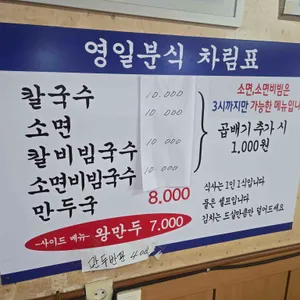 영일분식 차림표
칼국수 10.000
소면 10.000
칼비빔국수 10.000
소면비빔국수 10.000
만두국 8.000
-사이드 메뉴- 왕만두 7.000
소면,소면비빔은
3시까지만 가능한 메뉴입니
곱배기 추가 시
1.000원
식사는 1인 1식입니다
물은 셀프입니다
김치는 드실만큼만 덜어드세요